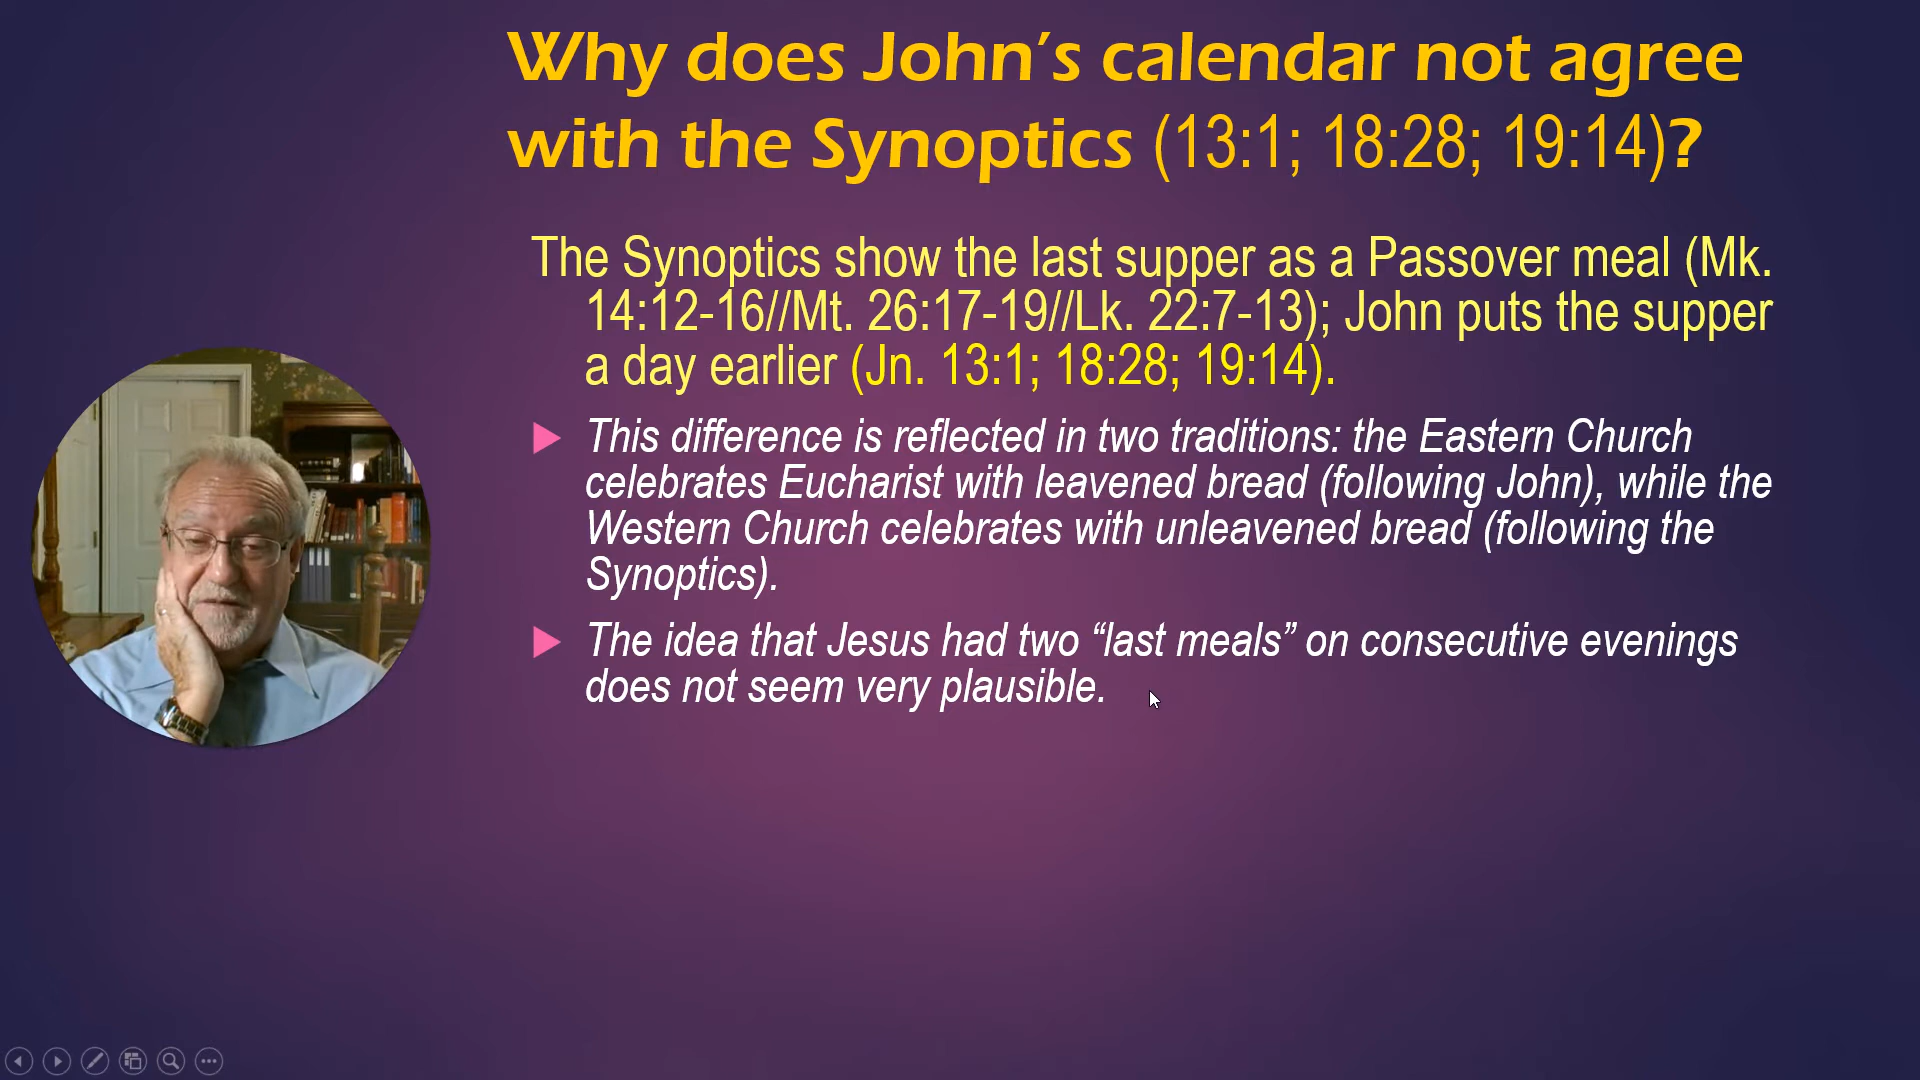 Why does John’s calendar not agree
with the Synoptics (13:1; 18:28; 19:14)?
The Synoptics show the last supper as a Passover meal (Mk.
14:12-16//Mt. 26:17-19//Lk. 22:7-13); John puts the supper
a day earlier (Jn. 13:1; 18:28; 19:14).
This difference is reflected in two traditions: the Eastern Church
celebrates Eucharist with leavened bread (following John), while the
Western Church celebrates with unleavened bread (following the
Synoptics).
The idea that Jesus had two “last meals” on consecutive evenings
does not seem very plausible.